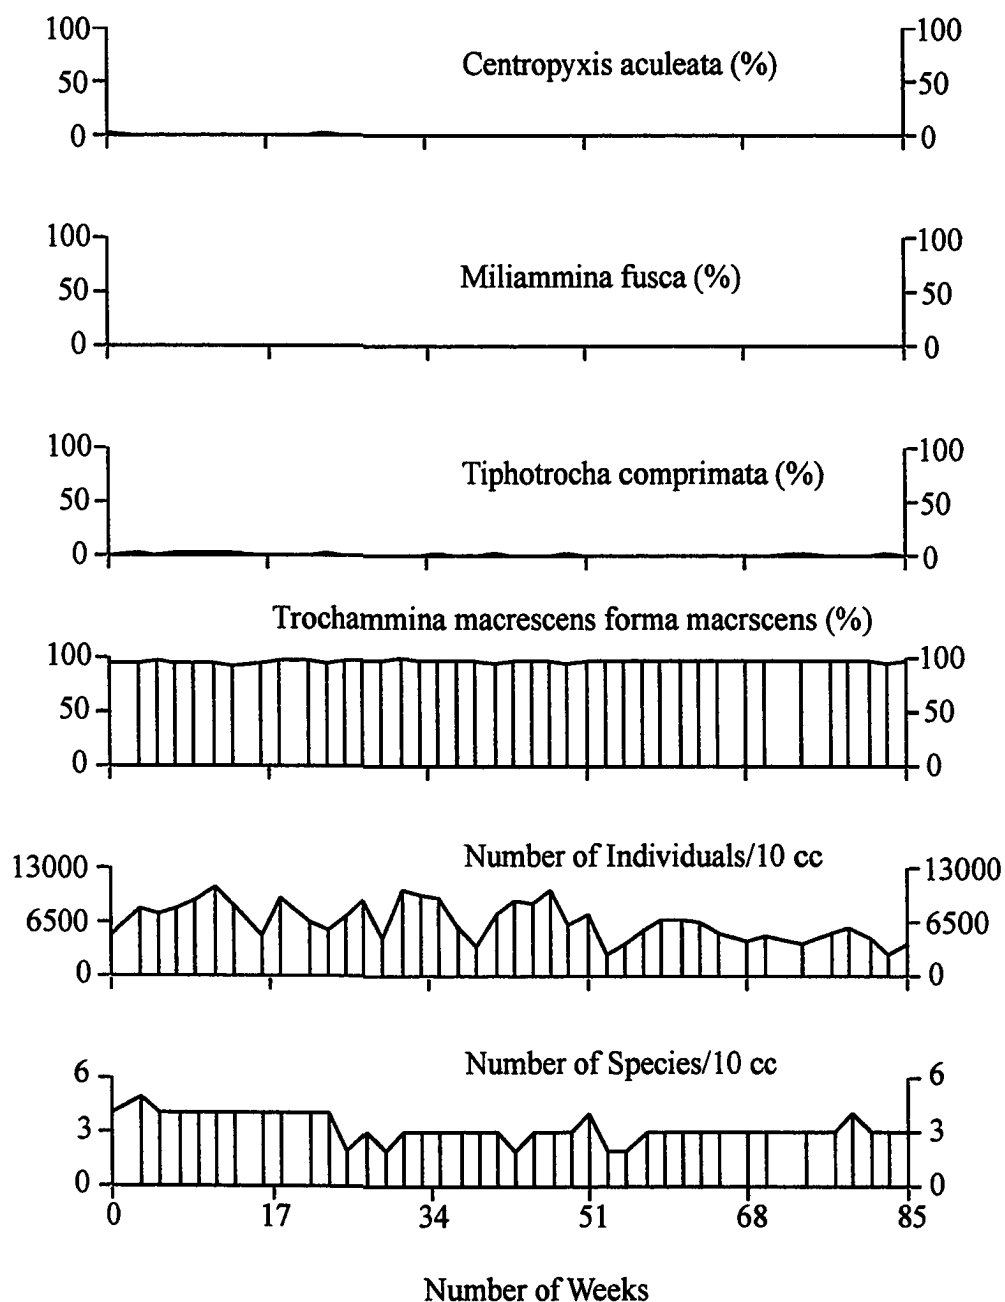 100 100
Centropyxis aculeata (%)
50 50
0 0
100 100
Miliammina fusca (%)
50 50
0 0
100 100
Tiphotrocha comprimata (%)
50 50
0 0
Trochammina macrescens forma macrscens (%)
100 100
50 50
0 0
Number of Individuals/10 cc
13000 13000
6500 6500
0 0
Number of Species/10 cc
6 6
3 3
0 0
0 17 34 51 68 85
Number of Weeks